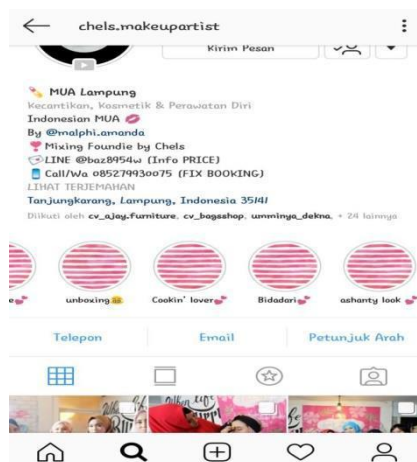 chels.makeupartist
Kirim Pesan
MUA Lampung
Kecantikan, Kosmetik & Perawatan Diri
Indonesian MUA 💋
By @malphi.amanda
Mixing Foundie by Chels
LINE @baz8954w (Info PRICE)
Call/Wa 085279930075 (FIX BOOKING)
LIHAT TERJEMAHAN
Tanjungkarang, Lampung, Indonesia 35141
Diikuti oleh cv_ajay.furniture, cv_bagsshop, umminya_dekna, + 24 lainnya
unboxing Cookin' lover💕 Bidadari💕 ashanty look 💕
Telepon Email Petunjuk Arah